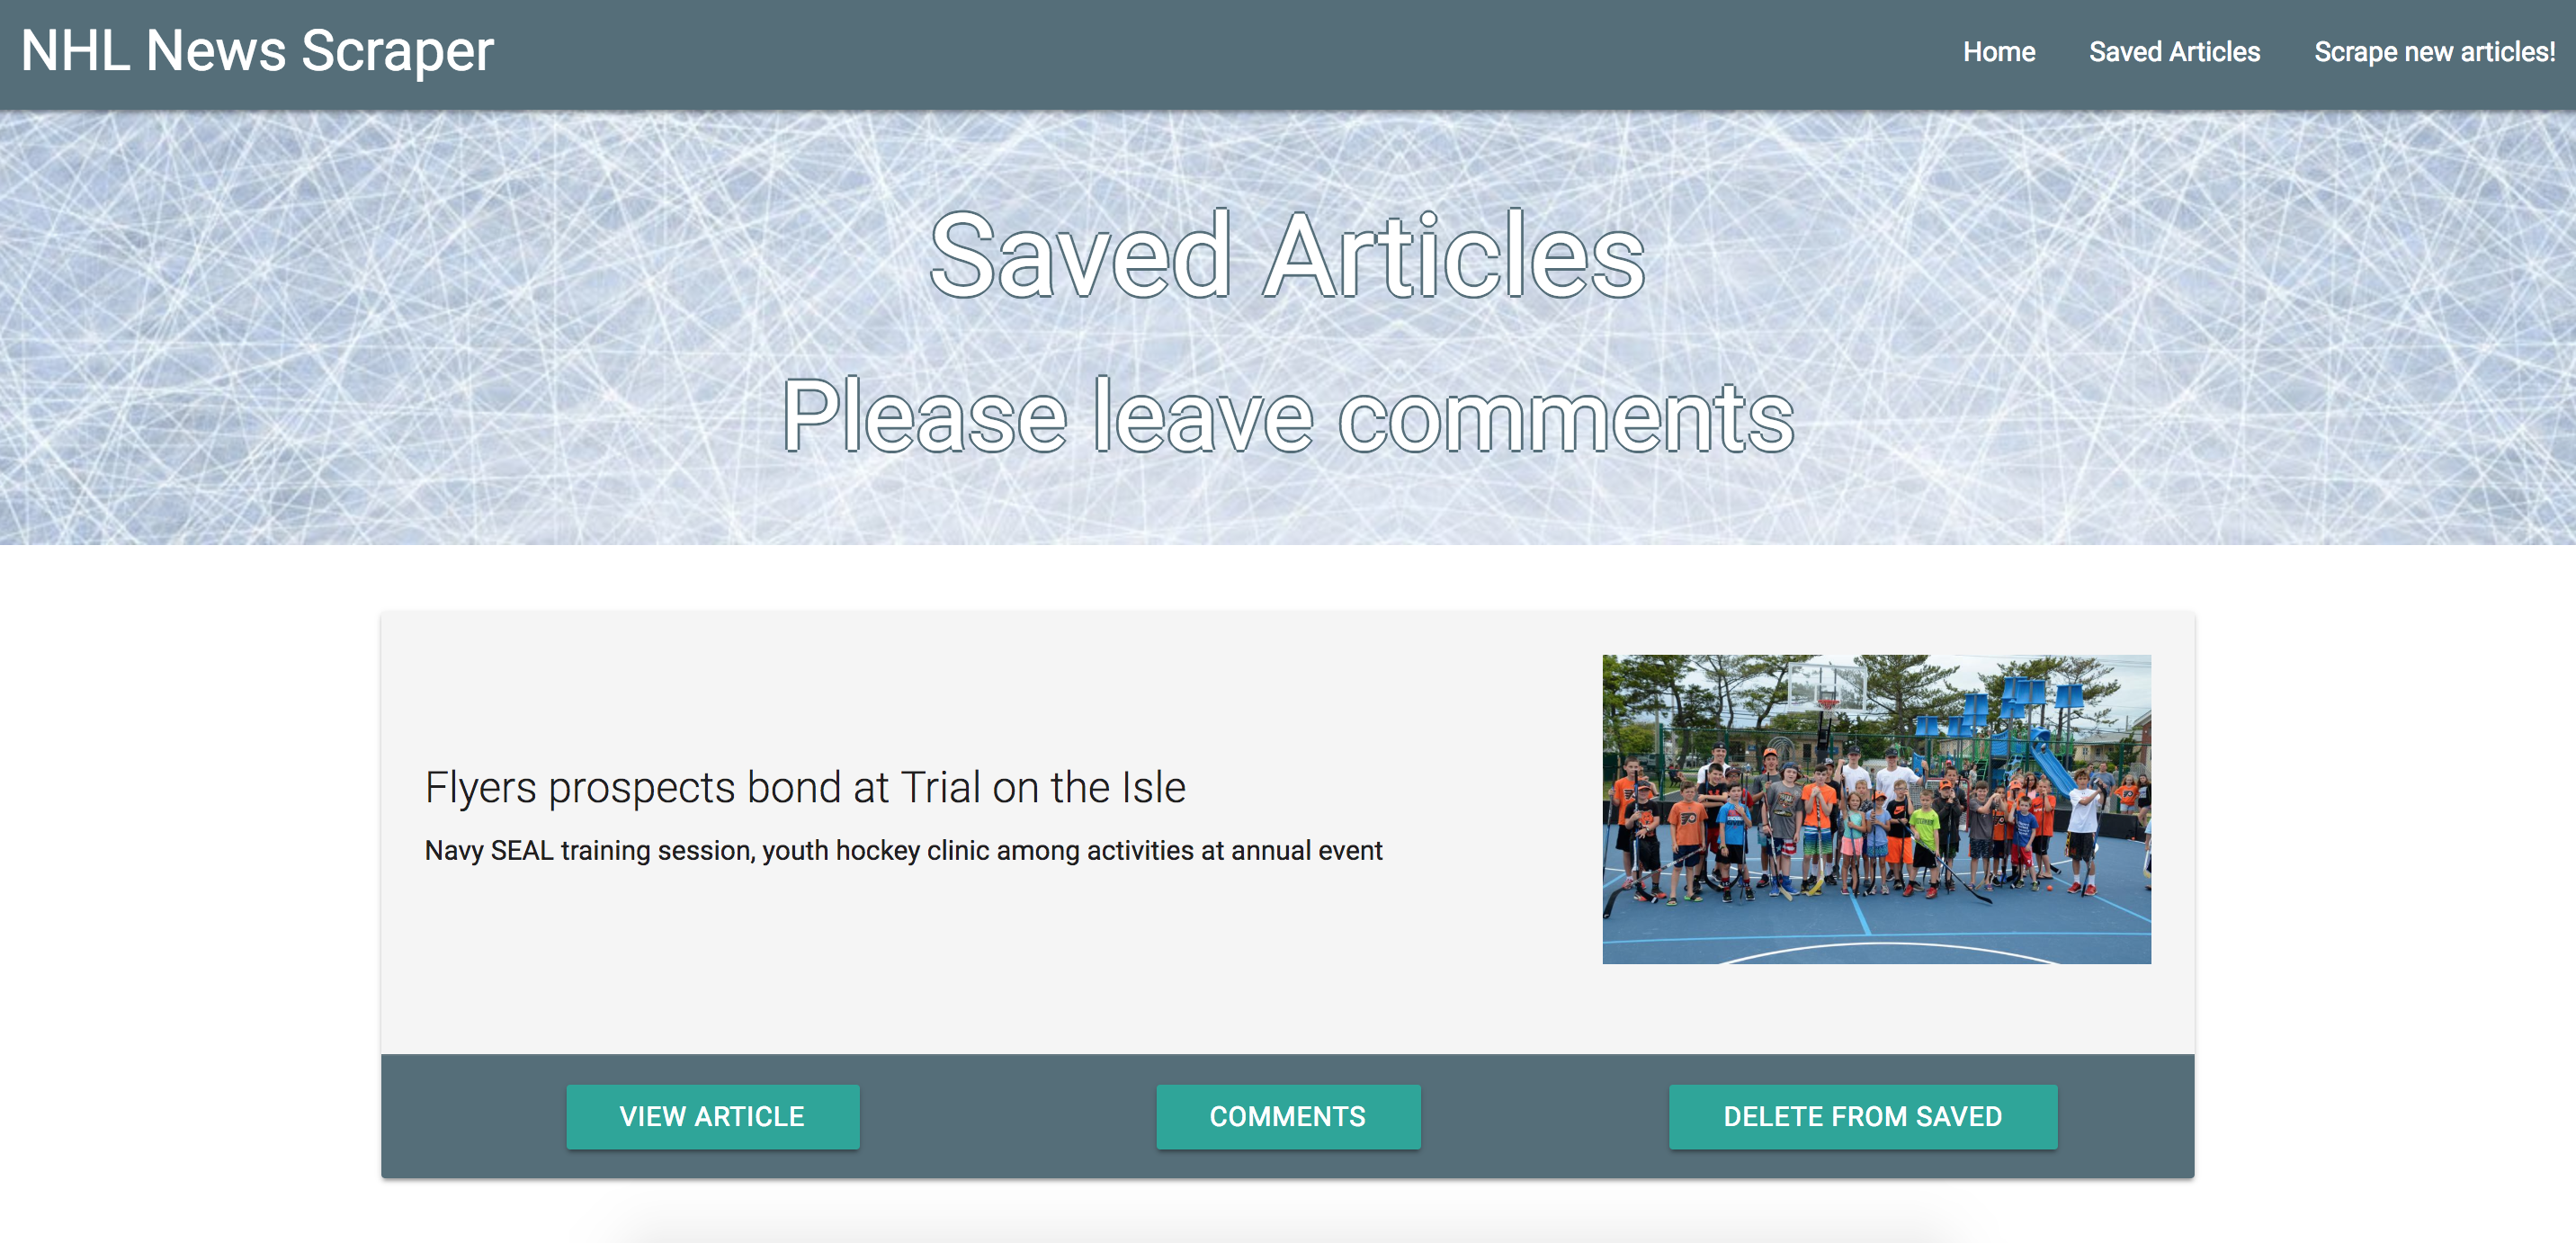 NHL News Scraper
Home Saved Articles Scrape new articles!
Saved Articles
Please leave comments
Flyers prospects bond at Trial on the Isle
Navy SEAL training session, youth hockey clinic among activities at annual event
VIEW ARTICLE COMMENTS DELETE FROM SAVED